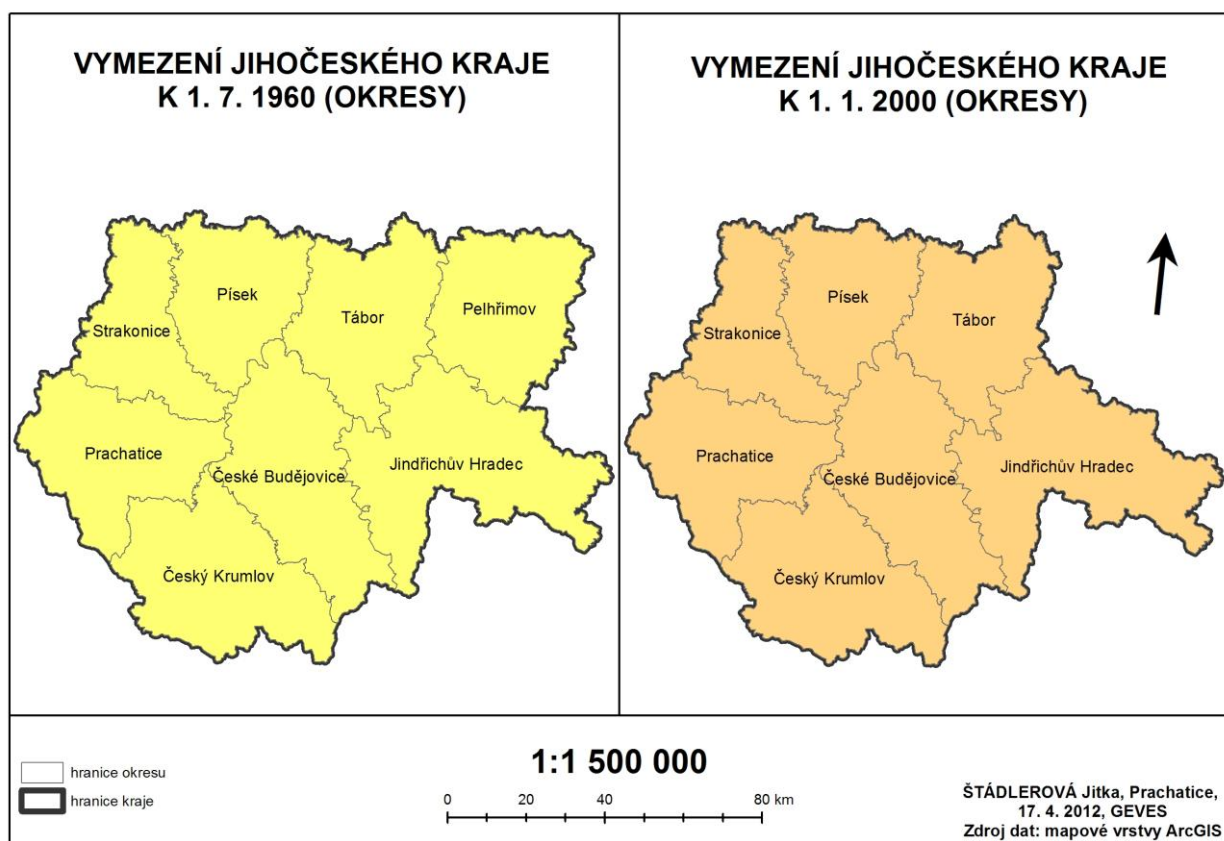 VYMEZENÍ JIHOČESKÉHO KRAJE
K 1. 7. 1960 (OKRESY)
Písek
Pelhřimov
Tábor
Strakonice
Prachatice
Jindřichův Hradec
České Budějovice
Český Krumlov
VYMEZENÍ JIHOČESKÉHO KRAJE
K 1. 1. 2000 (OKRESY)
Písek
Tábor
Strakonice
Prachatice
Jindřichův Hradec
České Budějovice
Český Krumlov
hranice okresu
hranice kraje
1:1 500 000
0 20 40 80 km
ŠTÁDLEROVÁ Jitka, Prachatice,
17. 4. 2012, GEVES
Zdroj dat: mapové vrstvy ArcGIS